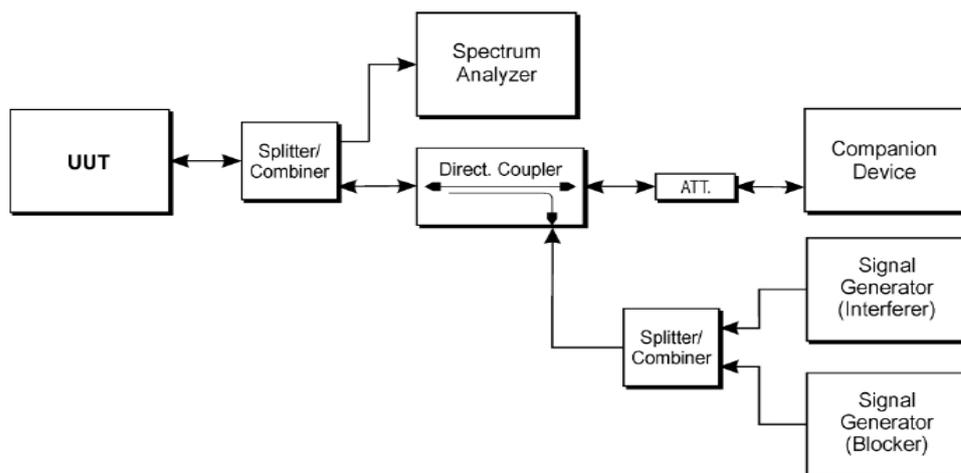 Spectrum
Analyzer
UUT
Splitter/
Combiner
Direct. Coupler
ATT.
Companion
Device
Signal
Generator
(Interferer)
Splitter/
Combiner
Signal
Generator
(Blocker)